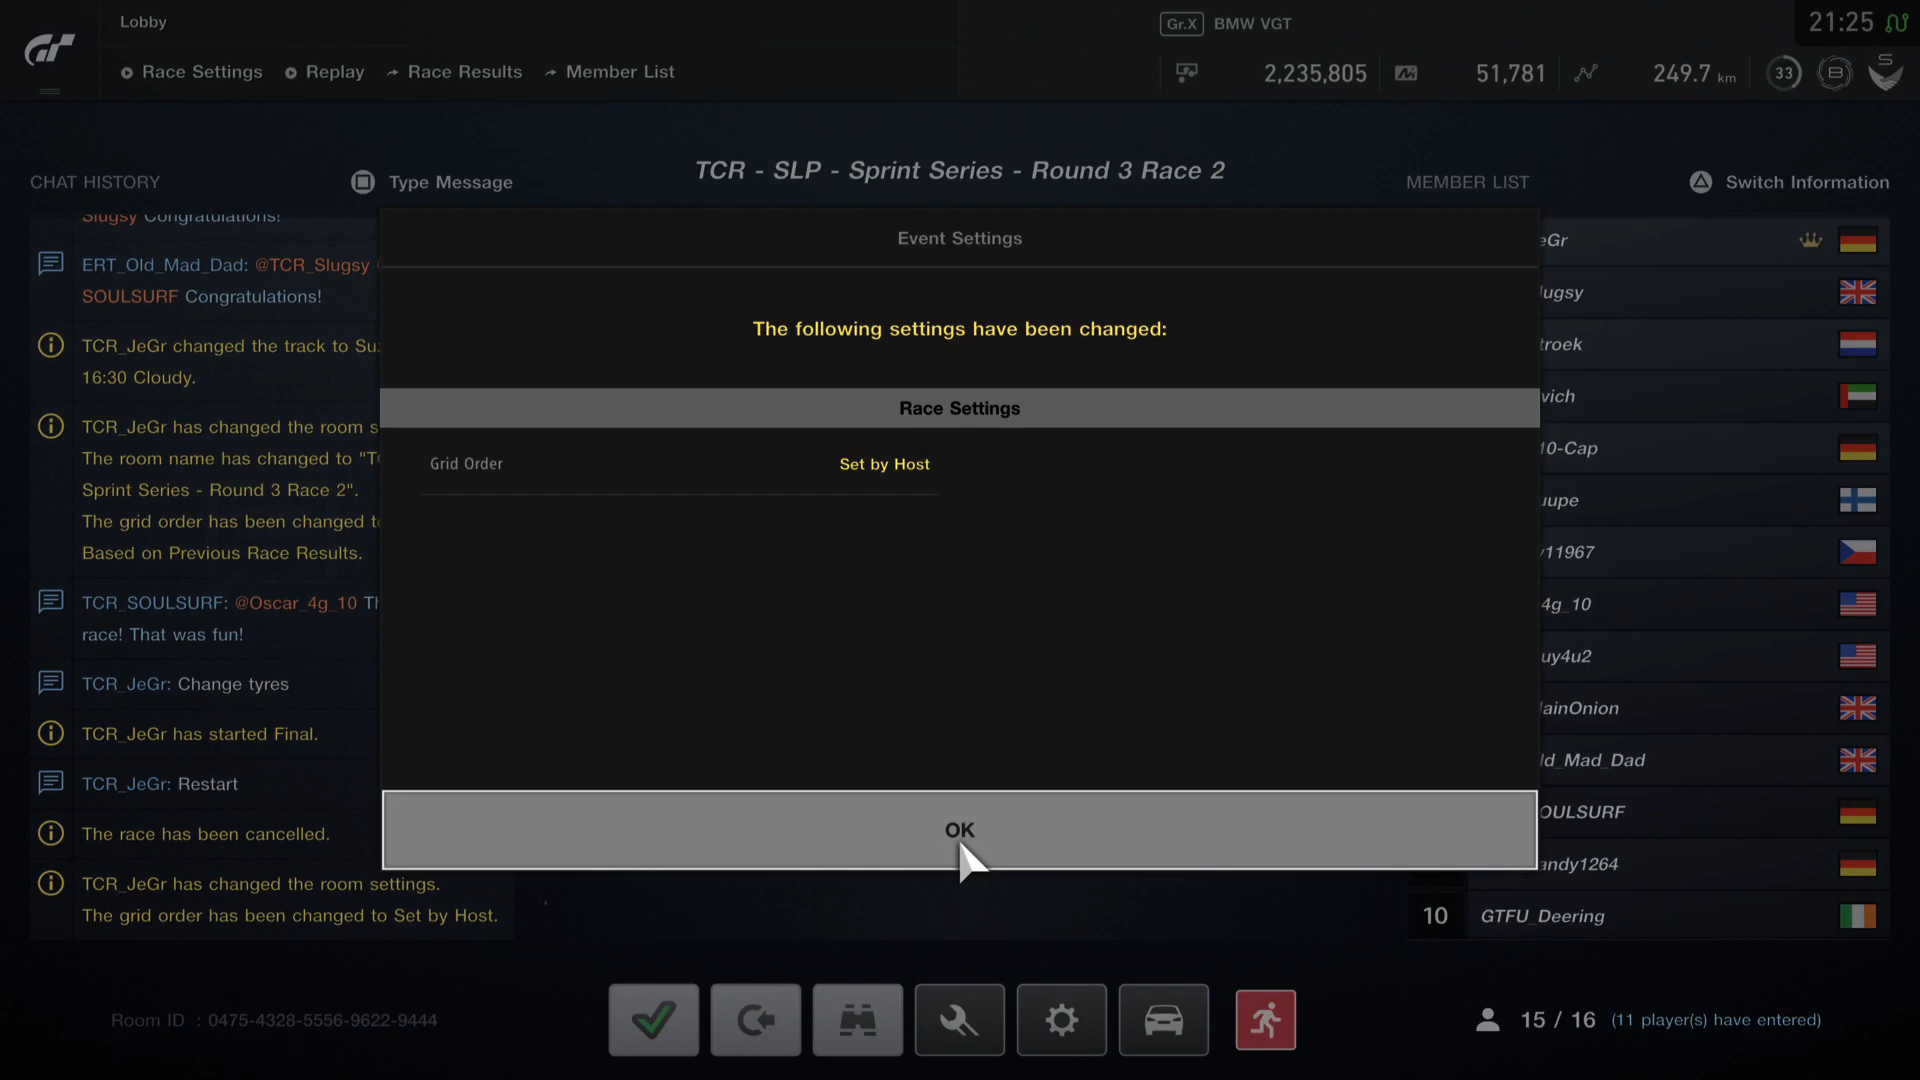 Lobby
Gr.X BMW VGT
21:25
Race Settings Replay Race Results Member List
2,235,805 51,781 249.7 km 33 B S
TCR - SLP - Sprint Series - Round 3 Race 2
CHAT HISTORY Type Message
MEMBER LIST Switch Information
Slugsy Congratulations!
ERT_Old_Mad_Dad: @TCR_Slugsy
SOULSURF Congratulations!
TCR_JeGr changed the track to Su
16:30 Cloudy.
TCR_JeGr has changed the room s
The room name has changed to "T
Sprint Series - Round 3 Race 2".
The grid order has been changed t
Based on Previous Race Results.
TCR_SOULSURF: @Oscar_4g_10 Th
race! That was fun!
TCR_JeGr: Change tyres
TCR_JeGr has started Final.
TCR_JeGr: Restart
The race has been cancelled.
TCR_JeGr has changed the room settings.
The grid order has been changed to Set by Host.
Event Settings
The following settings have been changed:
Race Settings
Grid Order Set by Host
OK
eGr
lugsy
troek
vich
10-Cap
uupe
y11967
4g_10
uy4u2
lainOnion
ld_Mad_Dad
OULSURF
andy1264
10 GTFU_Deering
Room ID : 0475-4328-5556-9622-9444
15 / 16 (11 player(s) have entered)